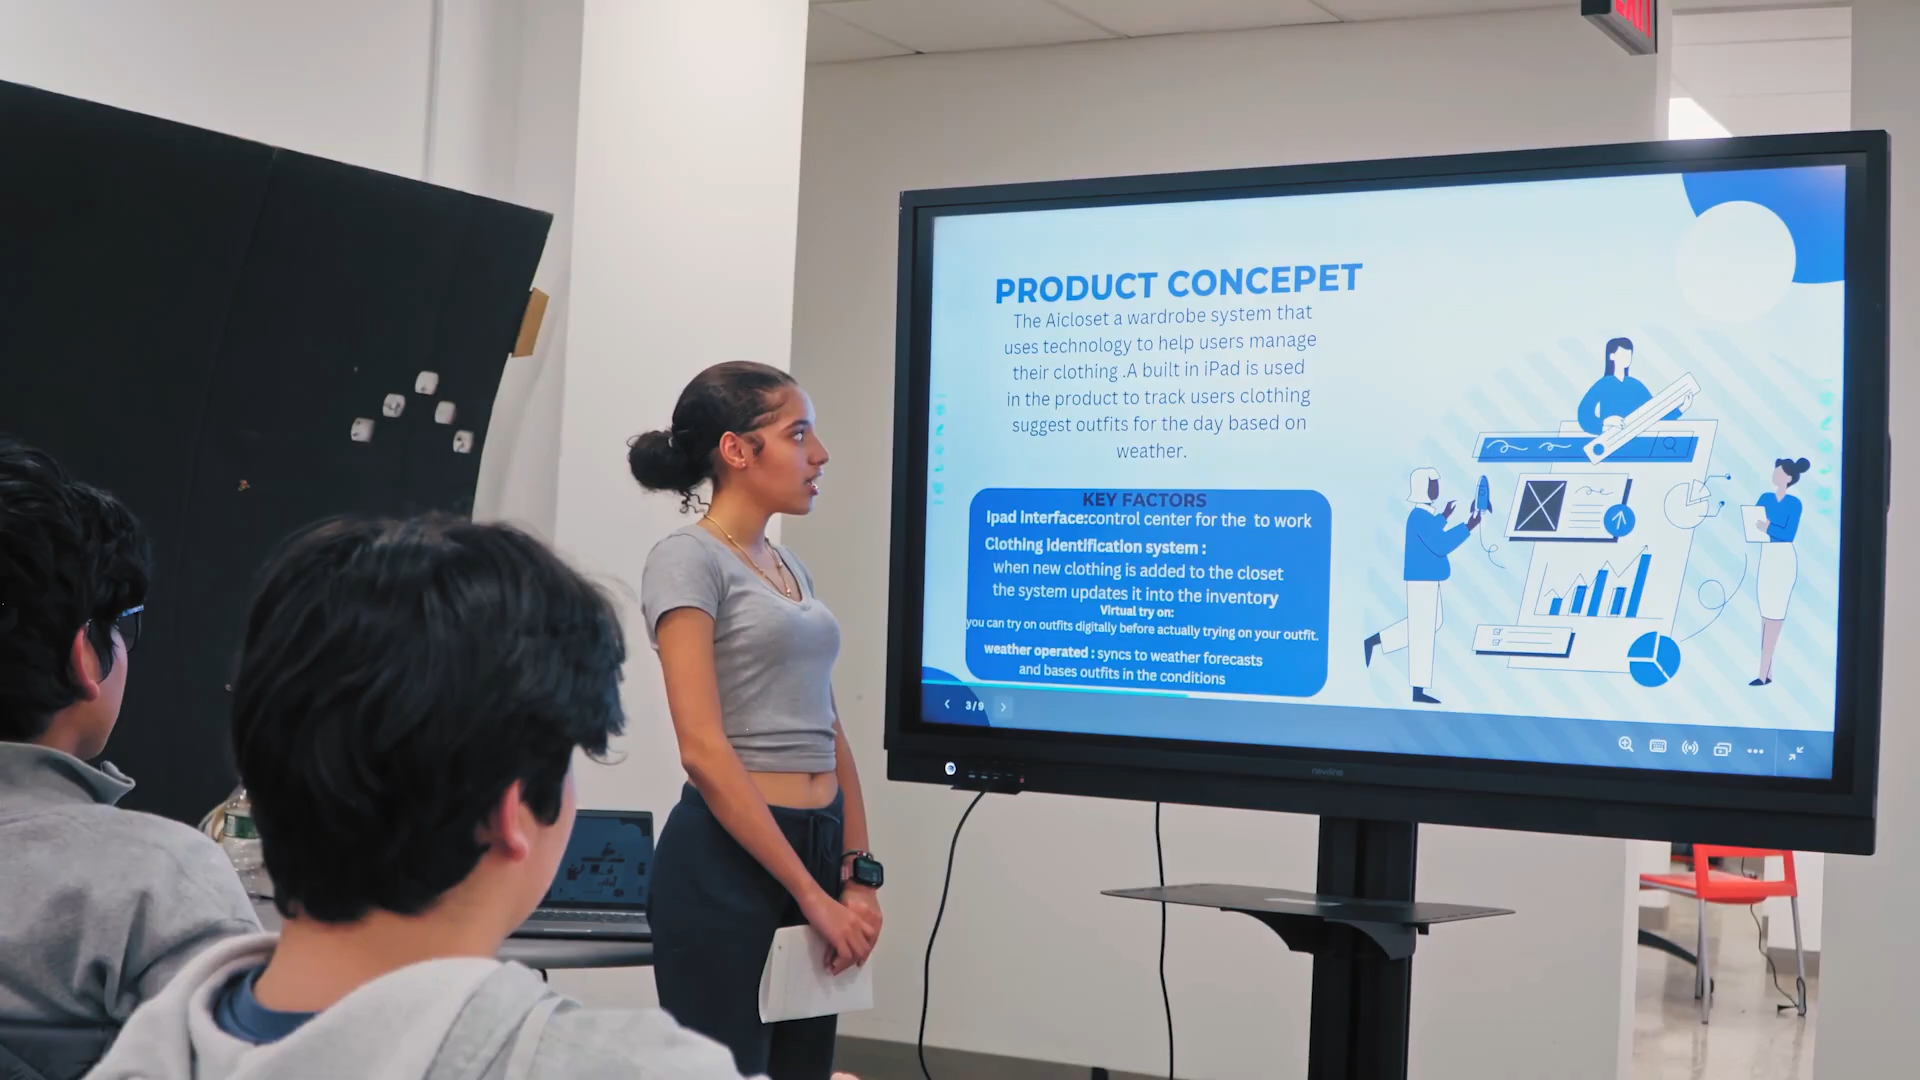 EXIT
PRODUCT CONCEPET
The Aicloset a wardrobe system that
uses technology to help users manage
their clothing .A built in iPad is used
in the product to track users clothing
suggest outfits for the day based on
weather.
KEY FACTORS
Ipad Interface:control center for the to work
Clothing identification system :
when new clothing is added to the closet
the system updates it into the inventory
Virtual try on:
you can try on outfits digitally before actually trying on your outfit.
weather operated : syncs to weather forecasts
and bases outfits in the conditions
3/9
newline